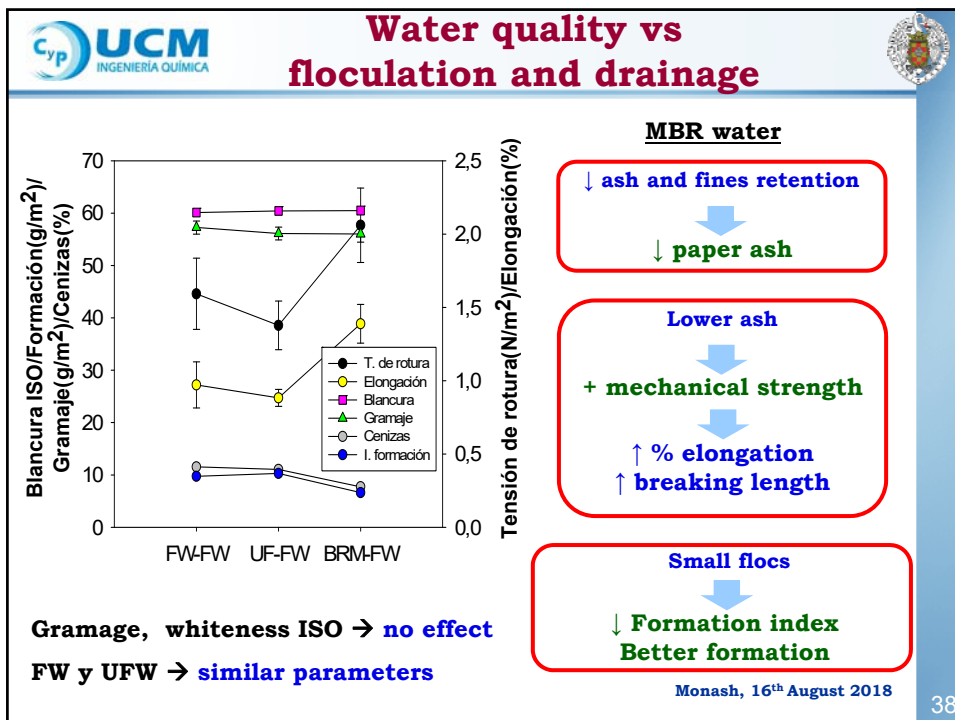 CyP UCM
INGENIERÍA QUÍMICA
Water quality vs
floculation and drainage
Blancura ISO/Formación(g/m2)/
Gramaje(g/m2)/Cenizas(%)
70
60
50
40
30
20
10
0
2,5
2,0
1,5
1,0
0,5
0,0
Tensión de rotura(N/m2)/Elongación(%)
T. de rotura
Elongación
Blancura
Gramaje
Cenizas
I. formación
FW-FW UF-FW BRM-FW
Gramage, whiteness ISO → no effect
FW y UFW → similar parameters
MBR water
↓ ash and fines retention
↓ paper ash
Lower ash
+ mechanical strength
↑ % elongation
↑ breaking length
Small flocs
↓ Formation index
Better formation
Monash, 16th August 2018
38